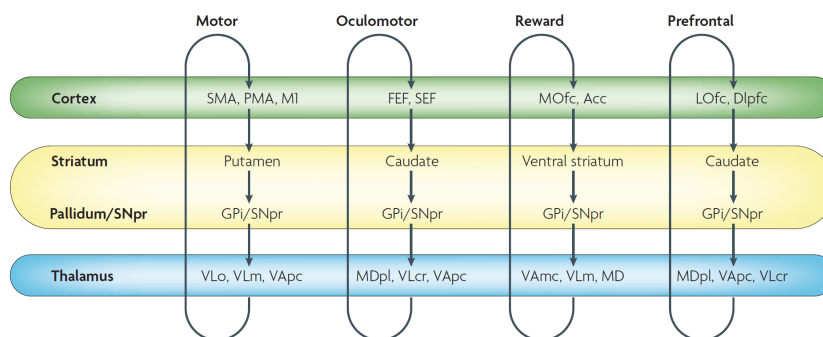 Motor Oculomotor Reward Prefrontal
Cortex SMA, PMA, M1 FEF, SEF MOfc, Acc LOfc, Dlpfc
Striatum Putamen Caudate Ventral striatum Caudate
Pallidum/SNpr GPi/SNpr GPi/SNpr GPi/SNpr GPi/SNpr
Thalamus VLo, VLm, VApc MDpl, VLcr, VApc VAmc, VLm, MD MDpl, VApc, VLcr